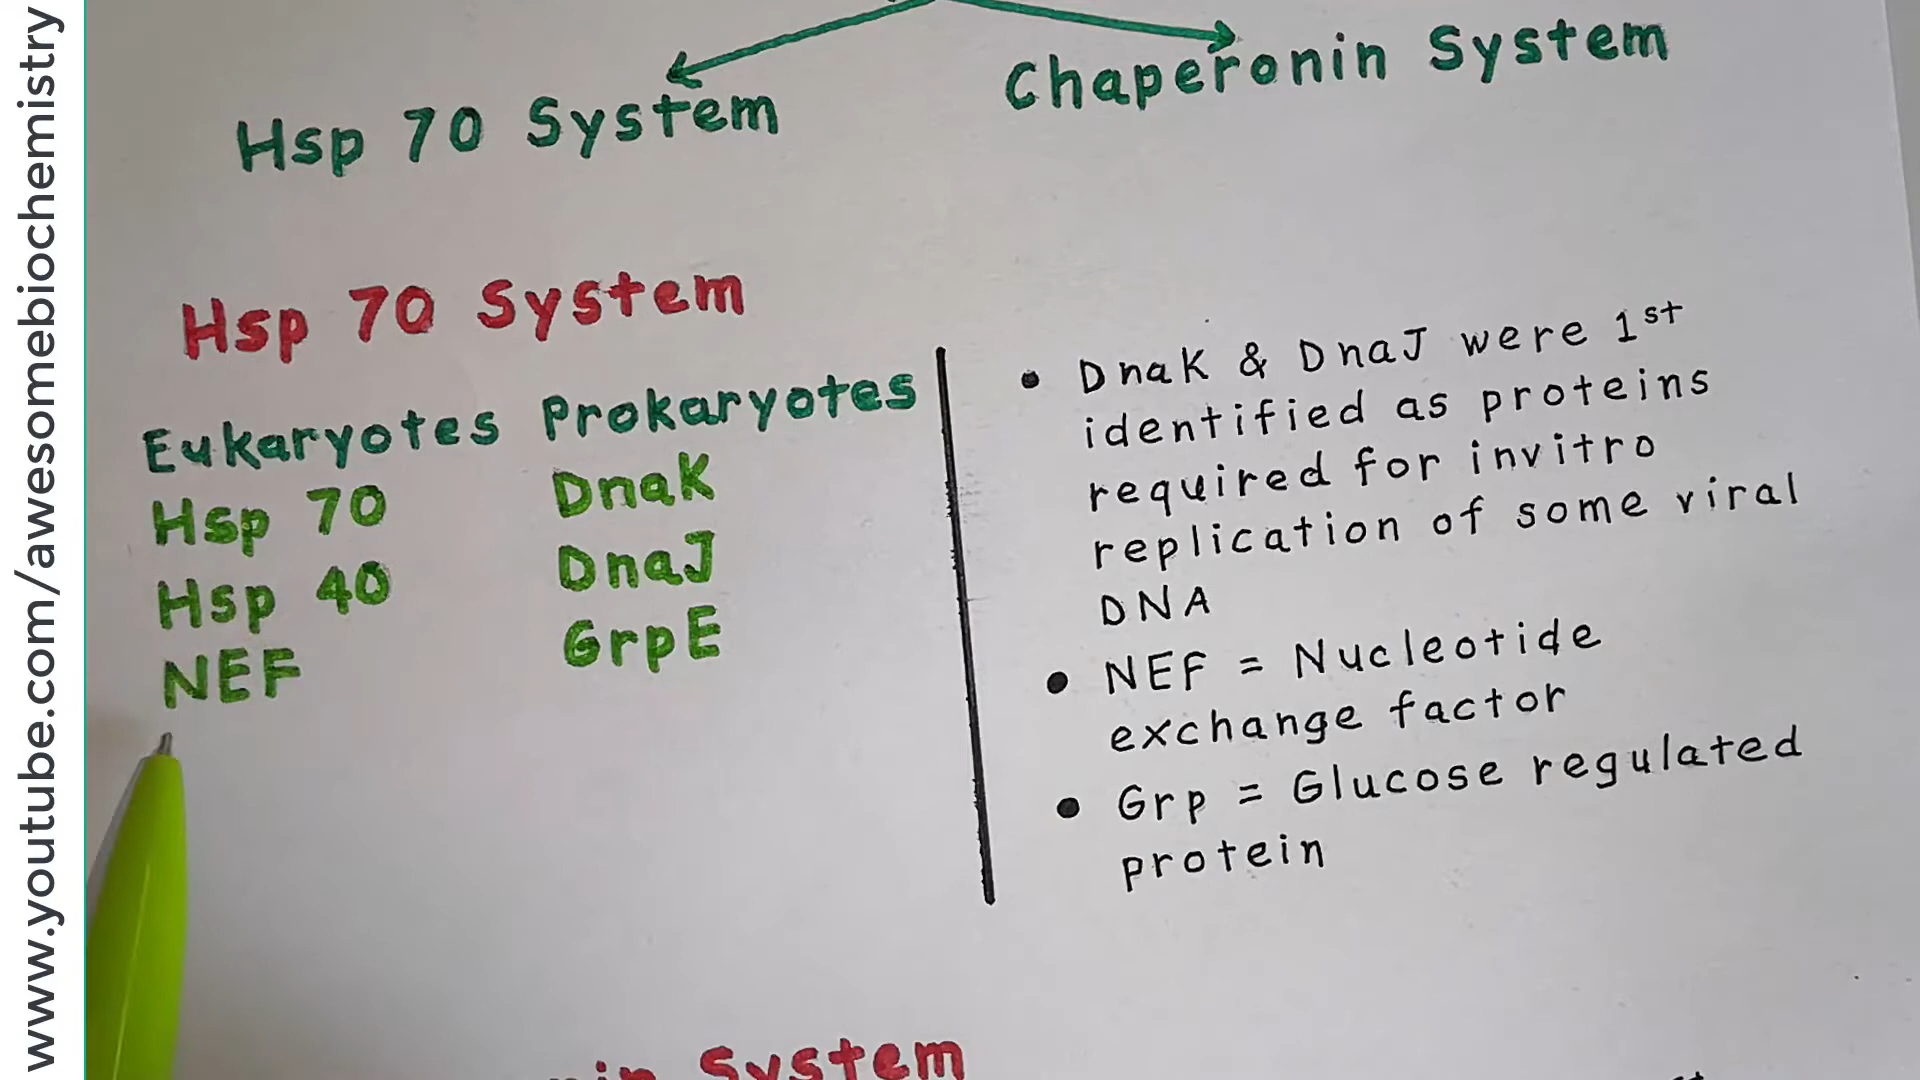 www.youtube.com/awesomebiochemistry
Hsp 70 System
Chaperonin System
Hsp 70 System
Eukaryotes Prokaryotes
Hsp 70 DnaK
Hsp 40 DnaJ
NEF GrpE
• DnaK & DnaJ were 1st
identified as proteins
required for invitro
replication of some viral
DNA
• NEF = Nucleotide
exchange factor
• Grp = Glucose regulated
protein
System